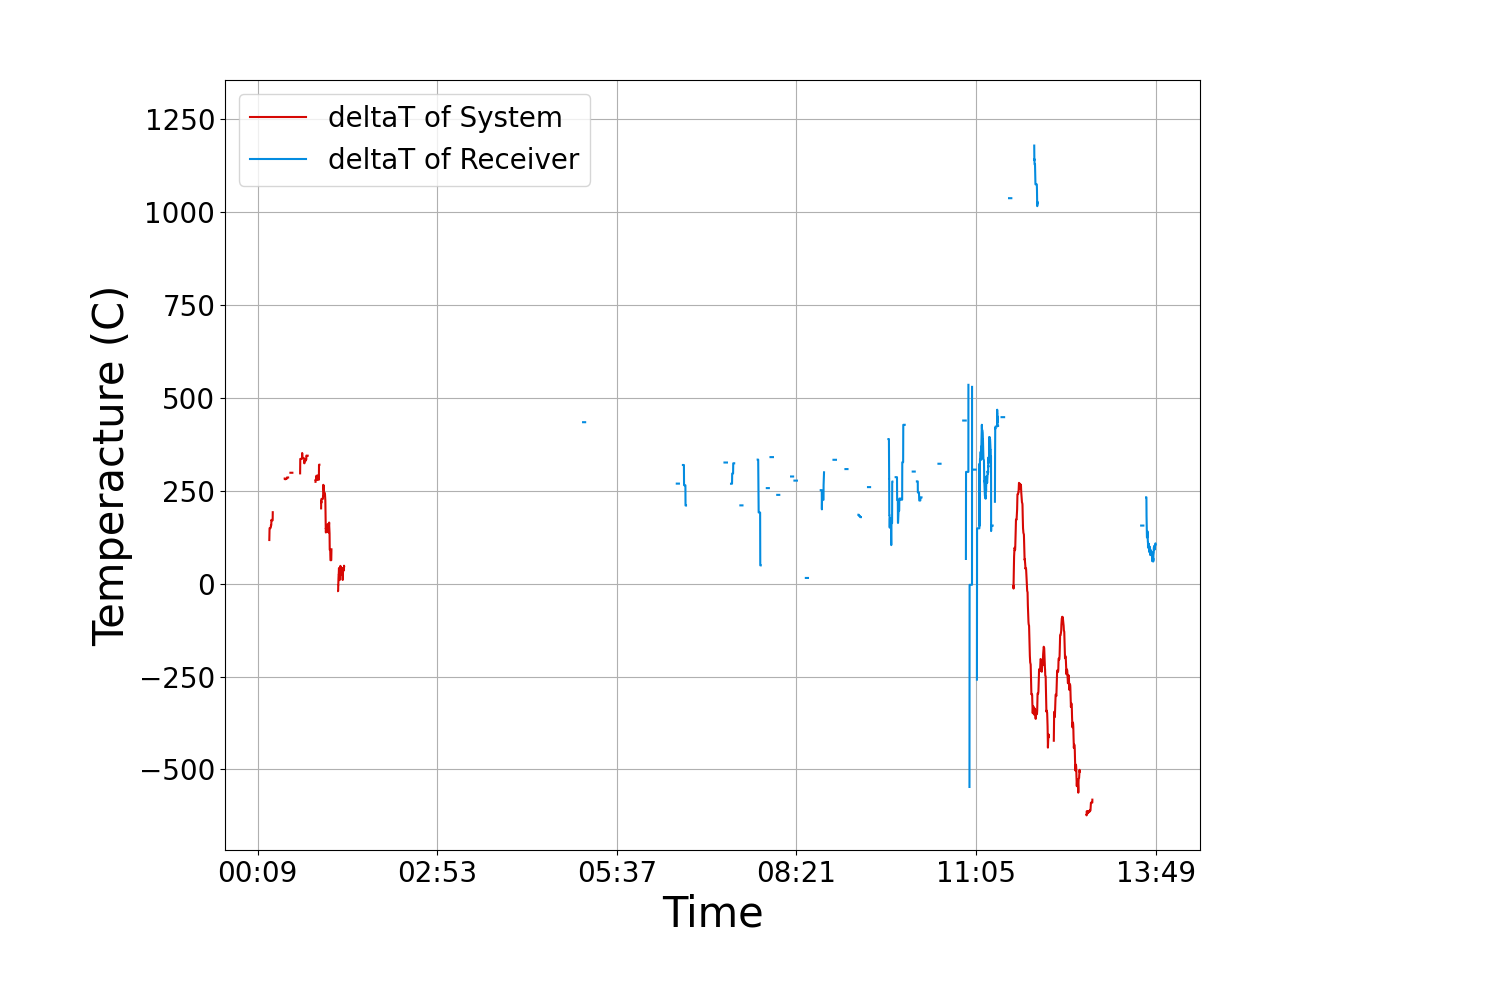 deltaT of System
deltaT of Receiver
1250
1000
750
500
250
0
−250
−500
Temperacture (C)
00:09 02:53 05:37 08:21 11:05 13:49
Time